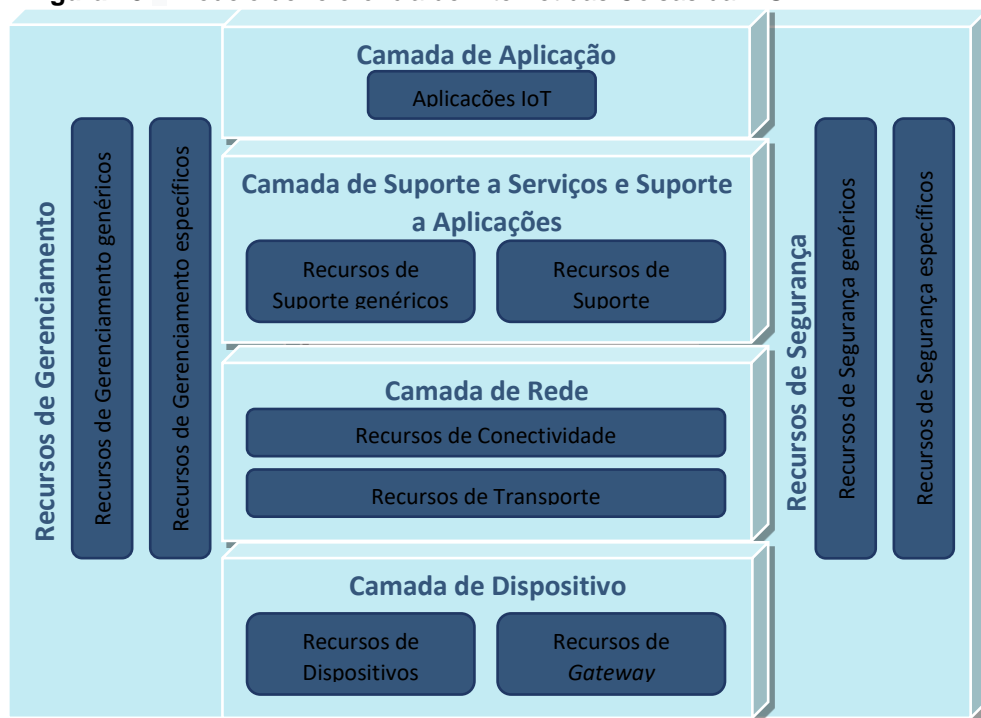 Camada de Aplicação
Aplicações IoT
Camada de Suporte a Serviços e Suporte
a Aplicações
Recursos de
Suporte genéricos
Recursos de
Suporte
Camada de Rede
Recursos de Conectividade
Recursos de Transporte
Camada de Dispositivo
Recursos de
Dispositivos
Recursos de
Gateway
Recursos de Gerenciamento
Recursos de Gerenciamento genéricos
Recursos de Gerenciamento específicos
Recursos de Segurança
Recursos de Segurança genéricos
Recursos de Segurança específicos